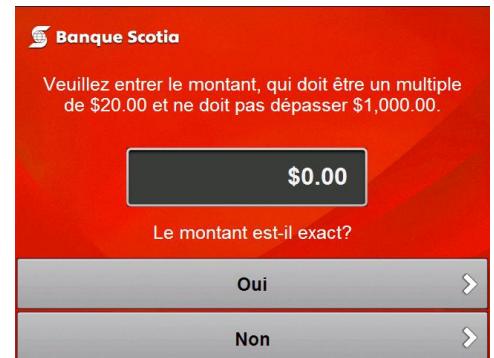 Banque Scotia
Veuillez entrer le montant, qui doit être un multiple
de $20.00 et ne doit pas dépasser $1,000.00.
$0.00
Le montant est-il exact?
Oui
Non